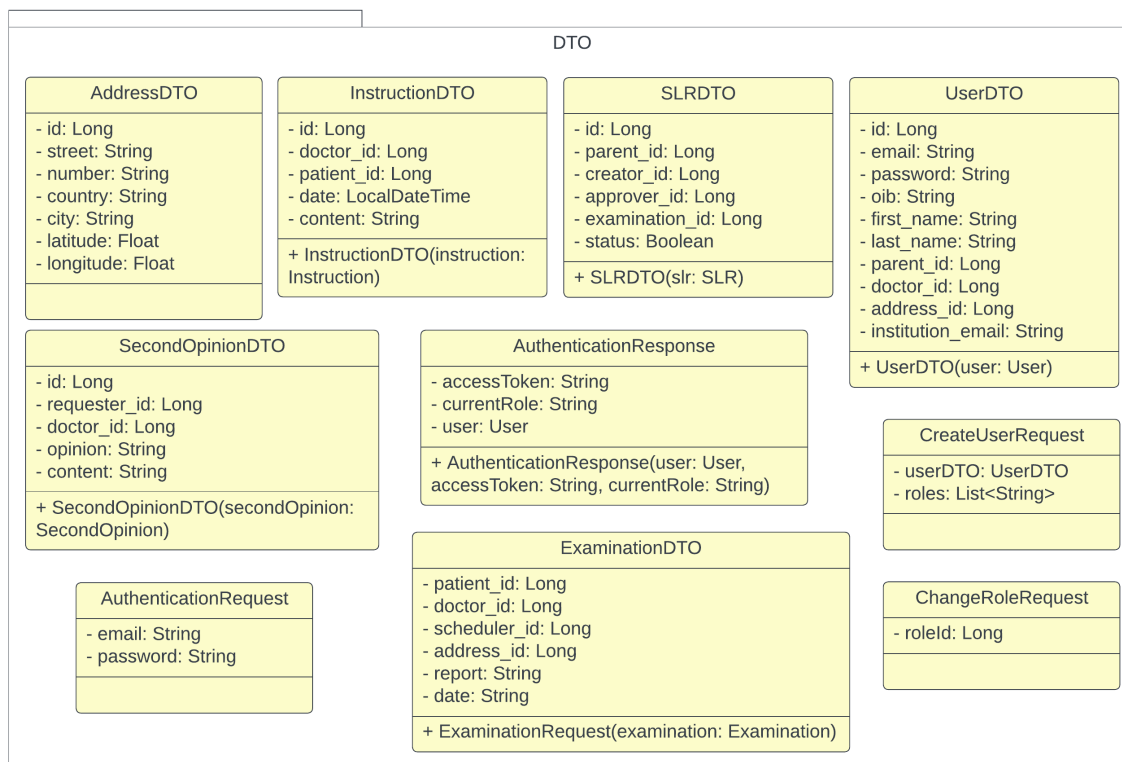 DTO
AddressDTO
- id: Long
- street: String
- number: String
- country: String
- city: String
- latitude: Float
- longitude: Float
InstructionDTO
- id: Long
- doctor_id: Long
- patient_id: Long
- date: LocalDateTime
- content: String
+ InstructionDTO(instruction:
Instruction)
SLRDTO
- id: Long
- parent_id: Long
- creator_id: Long
- approver_id: Long
- examination_id: Long
- status: Boolean
+ SLRDTO(slr: SLR)
UserDTO
- id: Long
- email: String
- password: String
- oib: String
- first_name: String
- last_name: String
- parent_id: Long
- doctor_id: Long
- address_id: Long
- institution_email: String
+ UserDTO(user: User)
SecondOpinionDTO
- id: Long
- requester_id: Long
- doctor_id: Long
- opinion: String
- content: String
+ SecondOpinionDTO(secondOpinion:
SecondOpinion)
AuthenticationResponse
- accessToken: String
- currentRole: String
- user: User
+ AuthenticationResponse(user: User,
accessToken: String, currentRole: String)
CreateUserRequest
- userDTO: UserDTO
- roles: List<String>
AuthenticationRequest
- email: String
- password: String
ExaminationDTO
- patient_id: Long
- doctor_id: Long
- scheduler_id: Long
- address_id: Long
- report: String
- date: String
+ ExaminationRequest(examination: Examination)
ChangeRoleRequest
- roleId: Long